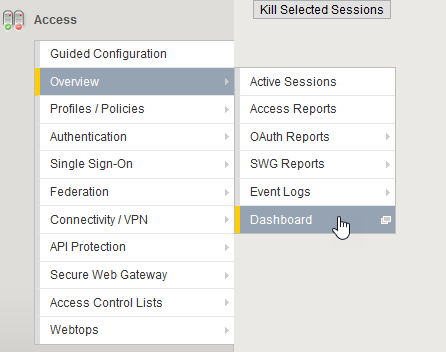 Kill Selected Sessions
Access
Guided Configuration
Overview
Profiles / Policies
Authentication
Single Sign-On
Federation
Connectivity / VPN
API Protection
Secure Web Gateway
Access Control Lists
Webtops
Active Sessions
Access Reports
OAuth Reports
SWG Reports
Event Logs
Dashboard